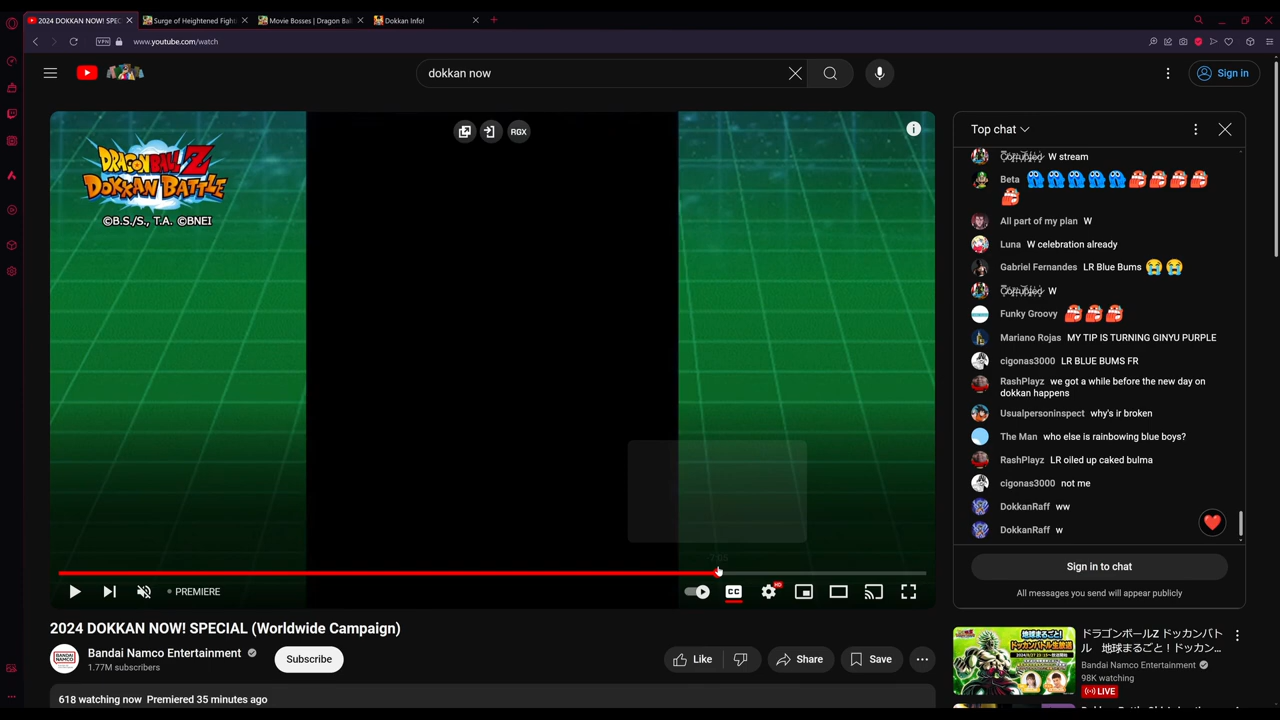 2024 DOKKAN NOW! SPEC
Surge of Heightened Fight
Movie Bosses | Dragon Ba
Dokkan Info!
VPN
www.youtube.com/watch
dokkan now
Sign in
DRAGONBALL Z
DOKKAN BATTLE
©B.S./S., T.A. ©BNEI
RGX
Top chat
Corrupted W stream
Beta
All part of my plan W
Luna W celebration already
Gabriel Fernandes LR Blue Bums
Corrupted W
Funky Groovy
Mariano Rojas MY TIP IS TURNING GINYU PURPLE
cigonas3000 LR BLUE BUMS FR
RashPlayz we got a while before the new day on
dokkan happens
Usualpersoninspect why's ir broken
The Man who else is rainbowing blue boys?
RashPlayz LR oiled up caked bulma
cigonas3000 not me
DokkanRaff ww
DokkanRaff w
Sign in to chat
All messages you send will appear publicly
PREMIERE
CC
HD
2024 DOKKAN NOW! SPECIAL (Worldwide Campaign)
Bandai Namco Entertainment
1.77M subscribers
Subscribe
Like
Share
Save
618 watching now Premiered 35 minutes ago
ドラゴンボールZ ドッカンバト
ル 地球まるごと！ドッカン...
Bandai Namco Entertainment
98K watching
LIVE